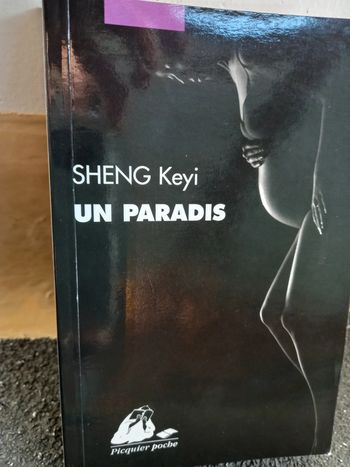 SHENG Keyi
UN PARADIS
Picquier poche